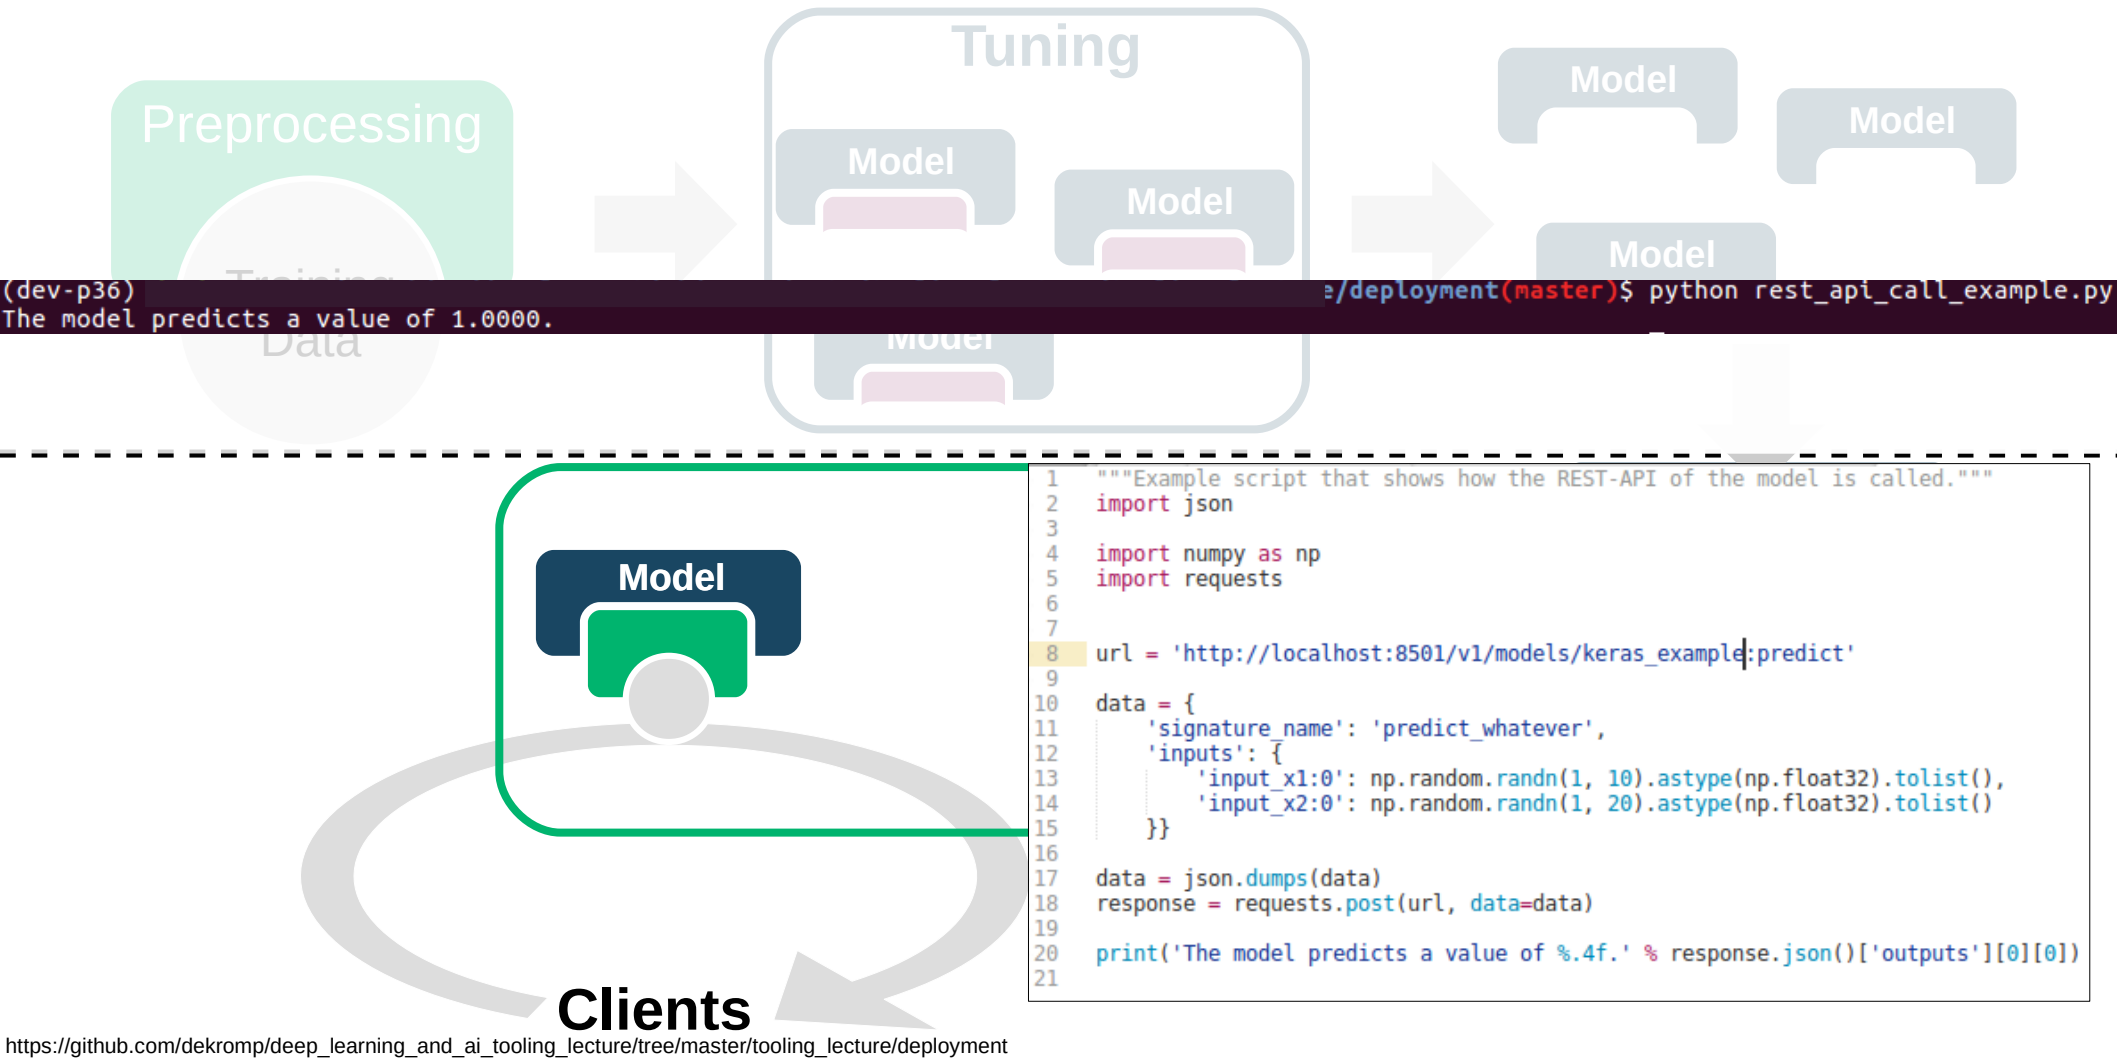 Tuning
Preprocessing
Model
Model
Model
Model
Model
Training
(dev-p36) e/deployment(master)$ python rest_api_call_example.py
The model predicts a value of 1.0000.
Data
Model
1 """Example script that shows how the REST-API of the model is called."""
2 import json
3
4 import numpy as np
5 import requests
6
7
8 url = 'http://localhost:8501/v1/models/keras_example:predict'
9
10 data = {
11 'signature_name': 'predict_whatever',
12 'inputs': {
13 'input_x1:0': np.random.randn(1, 10).astype(np.float32).tolist(),
14 'input_x2:0': np.random.randn(1, 20).astype(np.float32).tolist()
15 }}
16
17 data = json.dumps(data)
18 response = requests.post(url, data=data)
19
20 print('The model predicts a value of %.4f.' % response.json()['outputs'][0][0])
21
Model
Clients
https://github.com/dekromp/deep_learning_and_ai_tooling_lecture/tree/master/tooling_lecture/deployment